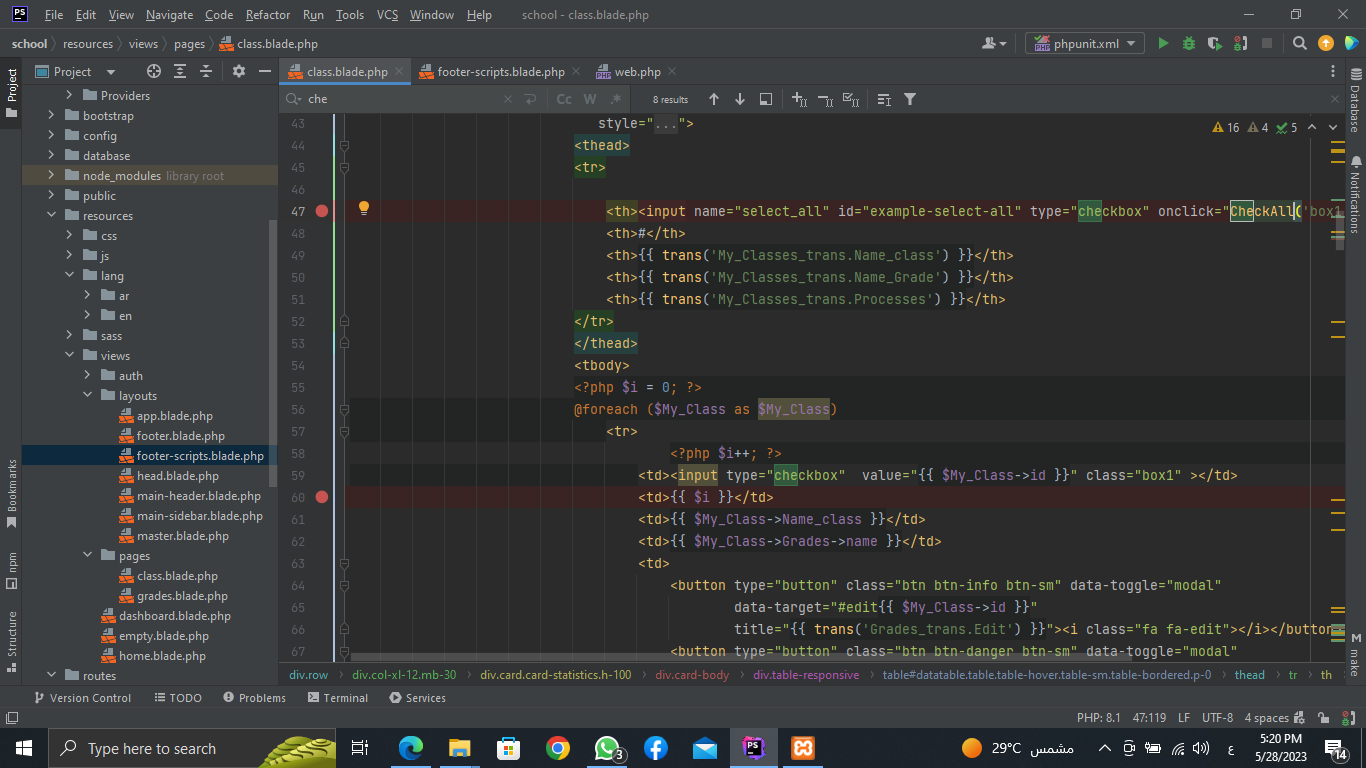 PS File Edit View Navigate Code Refactor Run Tools VCS Window Help school - class.blade.php
school resources views pages class.blade.php phpunit.xml
Project class.blade.php footer-scripts.blade.php web.php
che Cc W .* 8 results
16 4 5
Project
Bookmarks
npm
Structure
Database
Notifications
make
Providers
bootstrap
config
database
node_modules library root
public
resources
css
js
lang
ar
en
sass
views
auth
layouts
app.blade.php
footer.blade.php
footer-scripts.blade.php
head.blade.php
main-header.blade.php
main-sidebar.blade.php
master.blade.php
pages
class.blade.php
grades.blade.php
dashboard.blade.php
empty.blade.php
home.blade.php
routes
43 style="...">
44 <thead>
45 <tr>
46
47 <th><input name="select_all" id="example-select-all" type="checkbox" onclick="CheckAll('box1
48 <th>#</th>
49 <th>{{ trans('My_Classes_trans.Name_class') }}</th>
50 <th>{{ trans('My_Classes_trans.Name_Grade') }}</th>
51 <th>{{ trans('My_Classes_trans.Processes') }}</th>
52 </tr>
53 </thead>
54 <tbody>
55 <?php $i = 0; ?>
56 @foreach ($My_Class as $My_Class)
57 <tr>
58 <?php $i++; ?>
59 <td><input type="checkbox"  value="{{ $My_Class->id }}" class="box1" ></td>
60 <td>{{ $i }}</td>
61 <td>{{ $My_Class->Name_class }}</td>
62 <td>{{ $My_Class->Grades->name }}</td>
63 <td>
64 <button type="button" class="btn btn-info btn-sm" data-toggle="modal"
65 data-target="#edit{{ $My_Class->id }}"
66 title="{{ trans('Grades_trans.Edit') }}"><i class="fa fa-edit"></i></button
67 <button type="button" class="btn btn-danger btn-sm" data-toggle="modal"
div.row div.col-xl-12.mb-30 div.card.card-statistics.h-100 div.card-body div.table-responsive table#datatable.table.table-hover.table-sm.table-bordered.p-0 thead tr th
Version Control TODO Problems Terminal Services
PHP: 8.1 47:119 LF UTF-8 4 spaces
Type here to search 3 PS 29°C مشمس ع 5:20 PM
5/28/2023 14